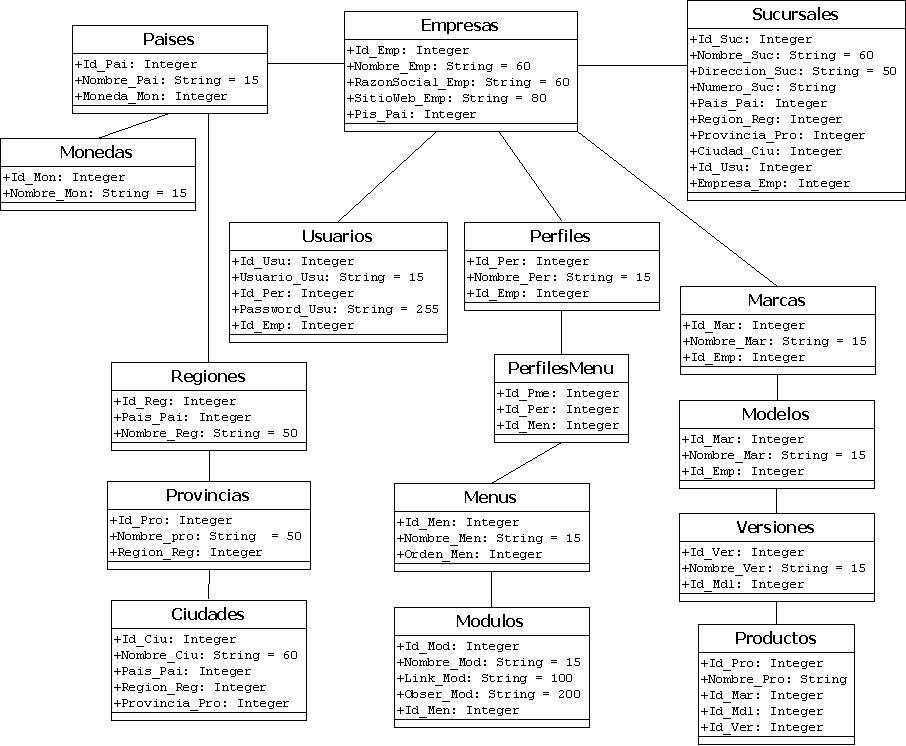 Paises
+Id_Pai: Integer
+Nombre_Pai: String = 15
+Moneda_Mon: Integer
Empresas
+Id_Emp: Integer
+Nombre_Emp: String = 60
+RazonSocial_Emp: String = 60
+SitioWeb_Emp: String = 80
+Pis_Pai: Integer
Sucursales
+Id_Suc: Integer
+Nombre_Suc: String = 60
+Direccion_Suc: String = 50
+Numero_Suc: String
+Pais_Pai: Integer
+Region_Reg: Integer
+Provincia_Pro: Integer
+Ciudad_Ciu: Integer
+Id_Usu: Integer
+Empresa_Emp: Integer
Monedas
+Id_Mon: Integer
+Nombre_Mon: String = 15
Usuarios
+Id_Usu: Integer
+Usuario_Usu: String = 15
+Id_Per: Integer
+Password_Usu: String = 255
+Id_Emp: Integer
Perfiles
+Id_Per: Integer
+Nombre_Per: String = 15
+Id_Emp: Integer
Marcas
+Id_Mar: Integer
+Nombre_Mar: String = 15
+Id_Emp: Integer
Regiones
+Id_Reg: Integer
+Pais_Pai: Integer
+Nombre_Reg: String = 50
PerfilesMenu
+Id_Pme: Integer
+Id_Per: Integer
+Id_Men: Integer
Modelos
+Id_Mar: Integer
+Nombre_Mar: String = 15
+Id_Emp: Integer
Provincias
+Id_Pro: Integer
+Nombre_pro: String  = 50
+Region_Reg: Integer
Menus
+Id_Men: Integer
+Nombre_Men: String = 15
+Orden_Men: Integer
Versiones
+Id_Ver: Integer
+Nombre_Ver: String = 15
+Id_Mdl: Integer
Ciudades
+Id_Ciu: Integer
+Nombre_Ciu: String = 60
+Pais_Pai: Integer
+Region_Reg: Integer
+Provincia_Pro: Integer
Modulos
+Id_Mod: Integer
+Nombre_Mod: String = 15
+Link_Mod: String = 100
+Obser_Mod: String = 200
+Id_Men: Integer
Productos
+Id_Pro: Integer
+Nombre_Pro: String
+Id_Mar: Integer
+Id_Mdl: Integer
+Id_Ver: Integer